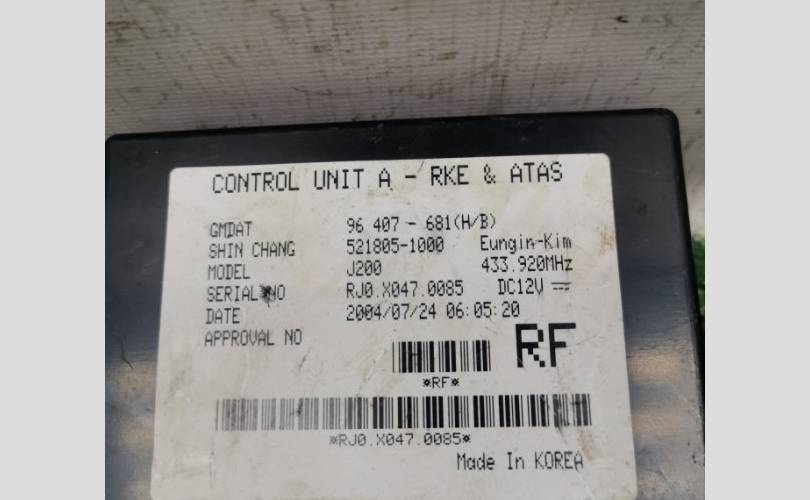 CONTROL UNIT A - RKE & ATAS
GMDAT 96 407 - 681(H/B)
SHIN CHANG 521805-1000 Eungin-Kim
MODEL J200 433.920MHz
SERIAL NO RJ0.X047.0085 DC12V
DATE 2004/07/24 06:05:20
APPROVAL NO
RF
*RF*
*RJ0.X047.0085*
Made In KOREA